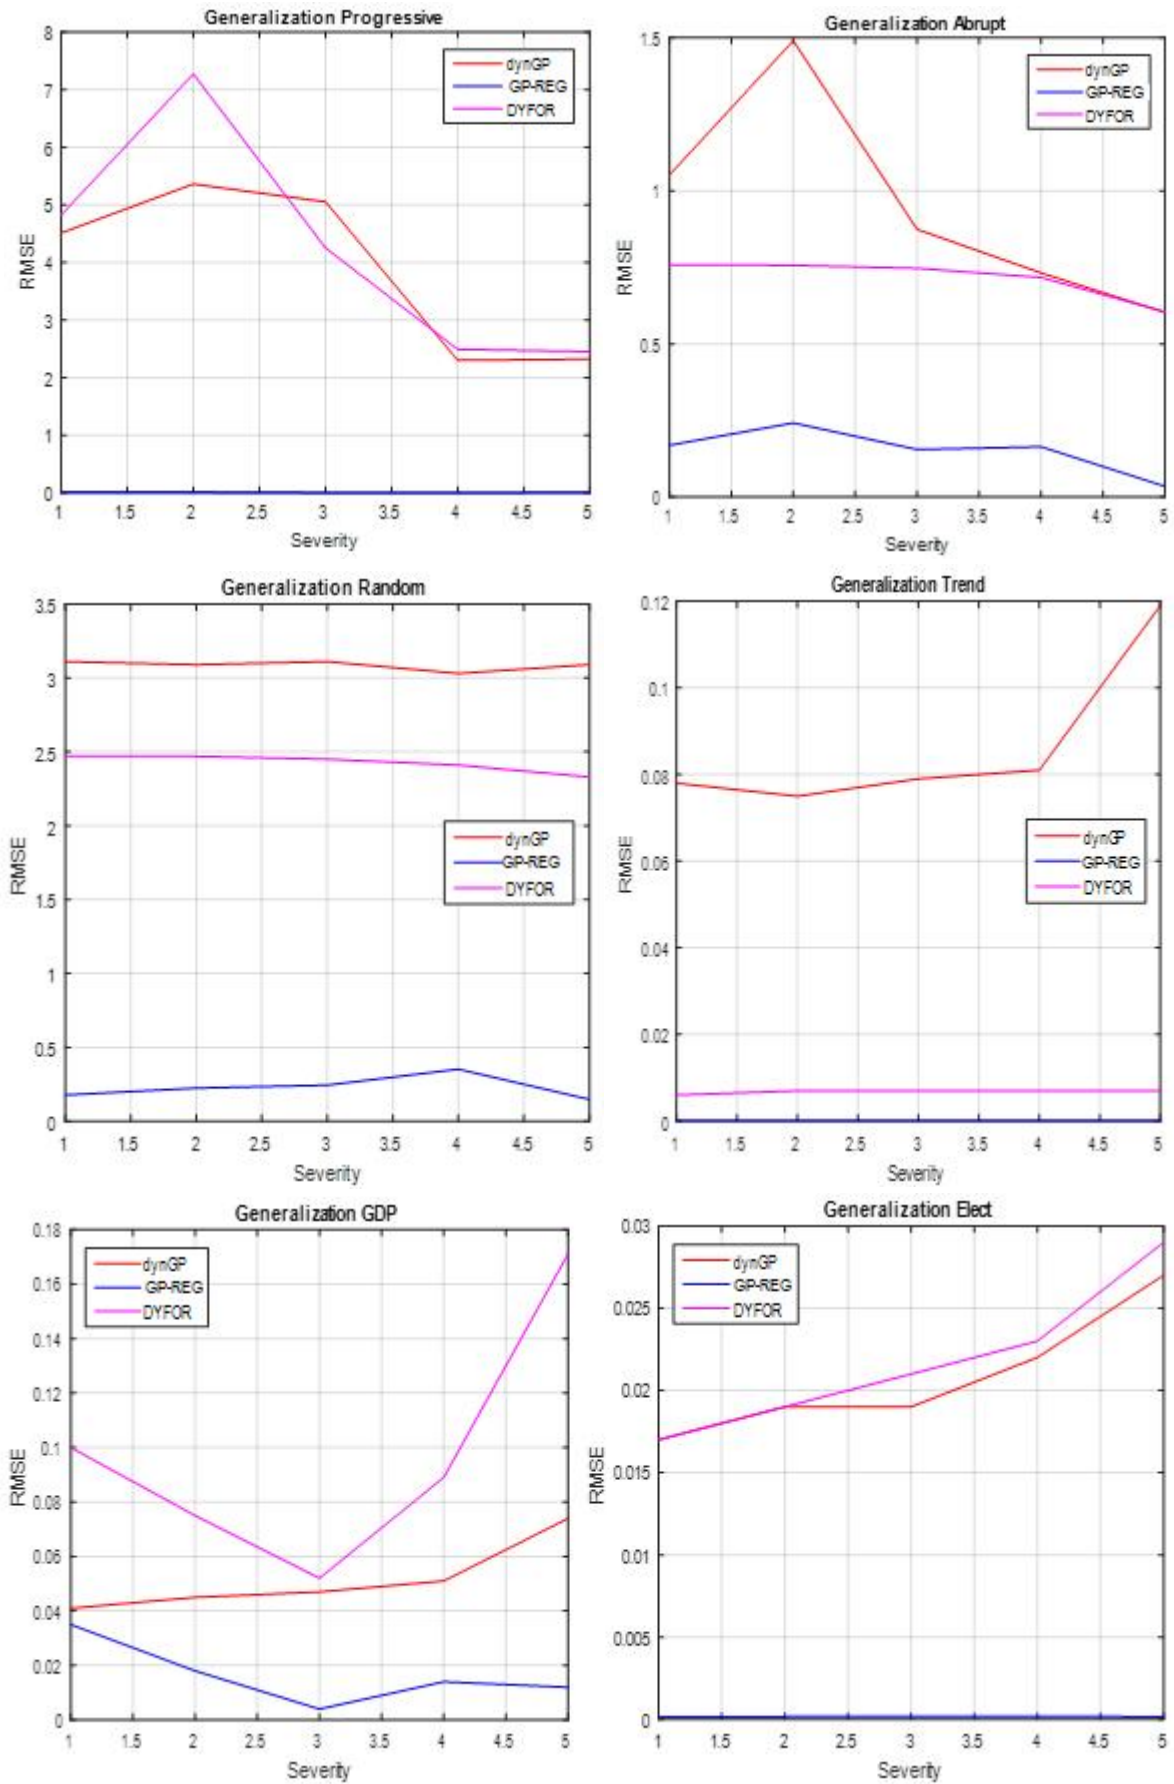 Generalization Progressive
8
7
6
5
4
3
2
1
0
RMSE
dynGP
GP-REG
DYFOR
1 1.5 2 2.5 3 3.5 4 4.5 5
Severity
Generalization Abrupt
1.5
1
0.5
0
RMSE
dynGP
GP-REG
DYFOR
1 1.5 2 2.5 3 3.5 4 4.5 5
Severity
Generalization Random
3.5
3
2.5
2
1.5
1
0.5
0
RMSE
dynGP
GP-REG
DYFOR
1 1.5 2 2.5 3 3.5 4 4.5 5
Severity
Generalization Trend
0.12
0.1
0.08
0.06
0.04
0.02
0
RMSE
dynGP
GP-REG
DYFOR
1 1.5 2 2.5 3 3.5 4 4.5 5
Severity
Generalization GDP
0.18
0.16
0.14
0.12
0.1
0.08
0.06
0.04
0.02
0
RMSE
dynGP
GP-REG
DYFOR
1 1.5 2 2.5 3 3.5 4 4.5 5
Severity
Generalization Elect
0.03
0.025
0.02
0.015
0.01
0.005
0
RMSE
dynGP
GP-REG
DYFOR
1 1.5 2 2.5 3 3.5 4 4.5 5
Severity